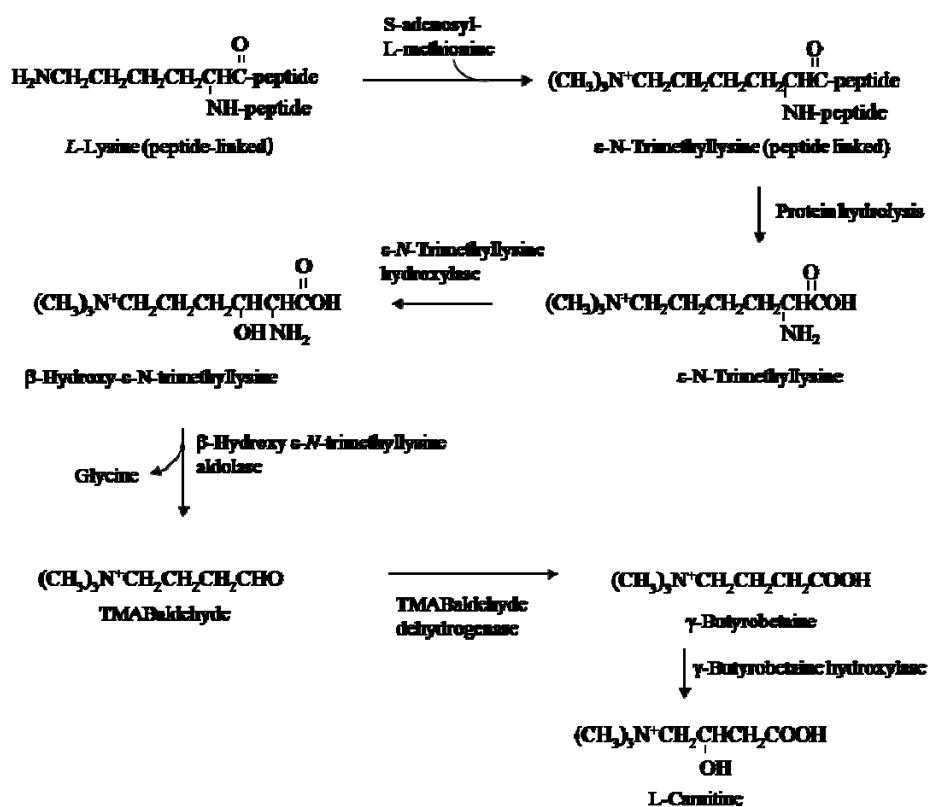 S-adenosyl-
L-methionine
O
H₂NCH₂CH₂CH₂CH₂CHC-peptide
NH-peptide
L-Lysine (peptide-linked)
O
(CH₃)₃N⁺CH₂CH₂CH₂CH₂CHC-peptide
NH-peptide
ε-N-Trimethyllysine (peptide linked)
Protein hydrolysis
ε-N-Trimethyllysine
hydroxylase
O
(CH₃)₃N⁺CH₂CH₂CH₂CHCHCOH
OH NH₂
β-Hydroxy-ε-N-trimethyllysine
O
(CH₃)₃N⁺CH₂CH₂CH₂CH₂CHCOH
NH₂
ε-N-Trimethyllysine
β-Hydroxy ε-N-trimethyllysine
aldolase
Glycine
(CH₃)₃N⁺CH₂CH₂CH₂CHO
TMABaldehyde
TMABaldehyde
dehydrogenase
(CH₃)₃N⁺CH₂CH₂CH₂COOH
γ-Butyrobetaine
γ-Butyrobetaine hydroxylase
(CH₃)₃N⁺CH₂CHCH₂COOH
OH
L-Carnitine